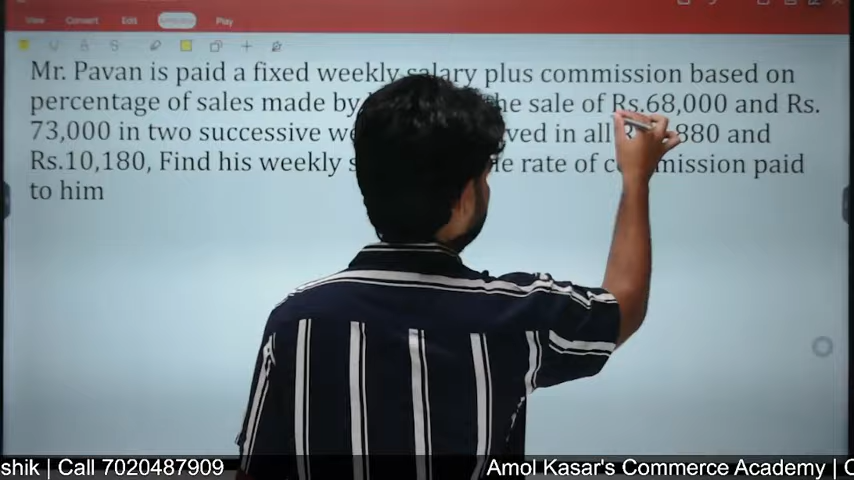 View Convert Edit Play
Mr. Pavan is paid a fixed weekly salary plus commission based on
percentage of sales made by he sale of Rs.68,000 and Rs.
73,000 in two successive we ved in all 880 and
Rs.10,180, Find his weekly s rate of c mission paid
to him
shik | Call 7020487909 Amol Kasar's Commerce Academy |